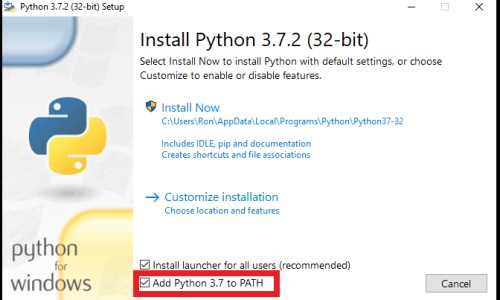 Python 3.7.2 (32-bit) Setup
Install Python 3.7.2 (32-bit)
Select Install Now to install Python with default settings, or choose
Customize to enable or disable features.
Install Now
C:\Users\Ron\AppData\Local\Programs\Python\Python37-32
Includes IDLE, pip and documentation
Creates shortcuts and file associations
Customize installation
Choose location and features
python
for
windows
Install launcher for all users (recommended)
Add Python 3.7 to PATH
Cancel